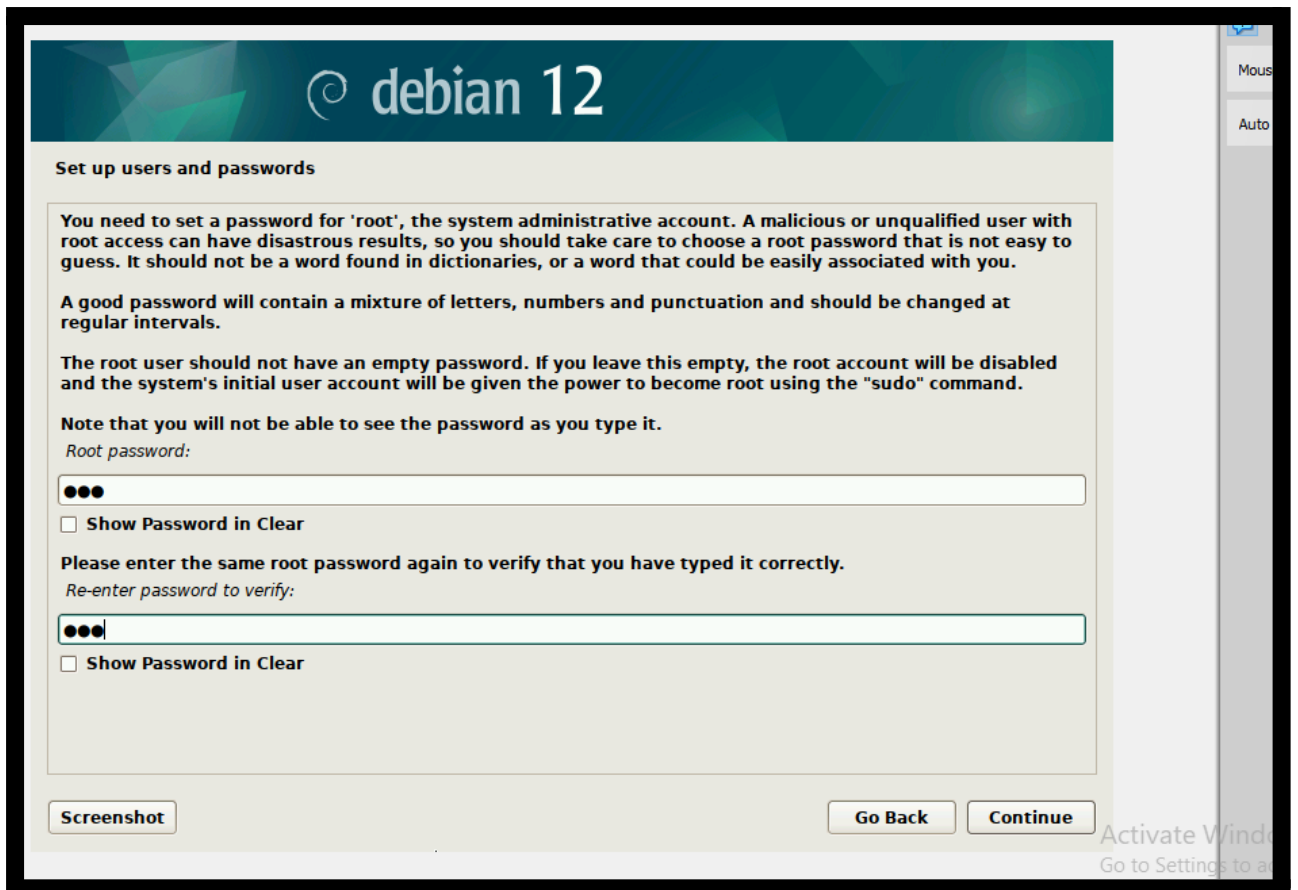 debian 12
Mous
Auto
Set up users and passwords
You need to set a password for 'root', the system administrative account. A malicious or unqualified user with
root access can have disastrous results, so you should take care to choose a root password that is not easy to
guess. It should not be a word found in dictionaries, or a word that could be easily associated with you.
A good password will contain a mixture of letters, numbers and punctuation and should be changed at
regular intervals.
The root user should not have an empty password. If you leave this empty, the root account will be disabled
and the system's initial user account will be given the power to become root using the "sudo" command.
Note that you will not be able to see the password as you type it.
Root password:
●●●
Show Password in Clear
Please enter the same root password again to verify that you have typed it correctly.
Re-enter password to verify:
●●●
Show Password in Clear
Screenshot
Go Back
Continue
Activate Windo
Go to Settings to a